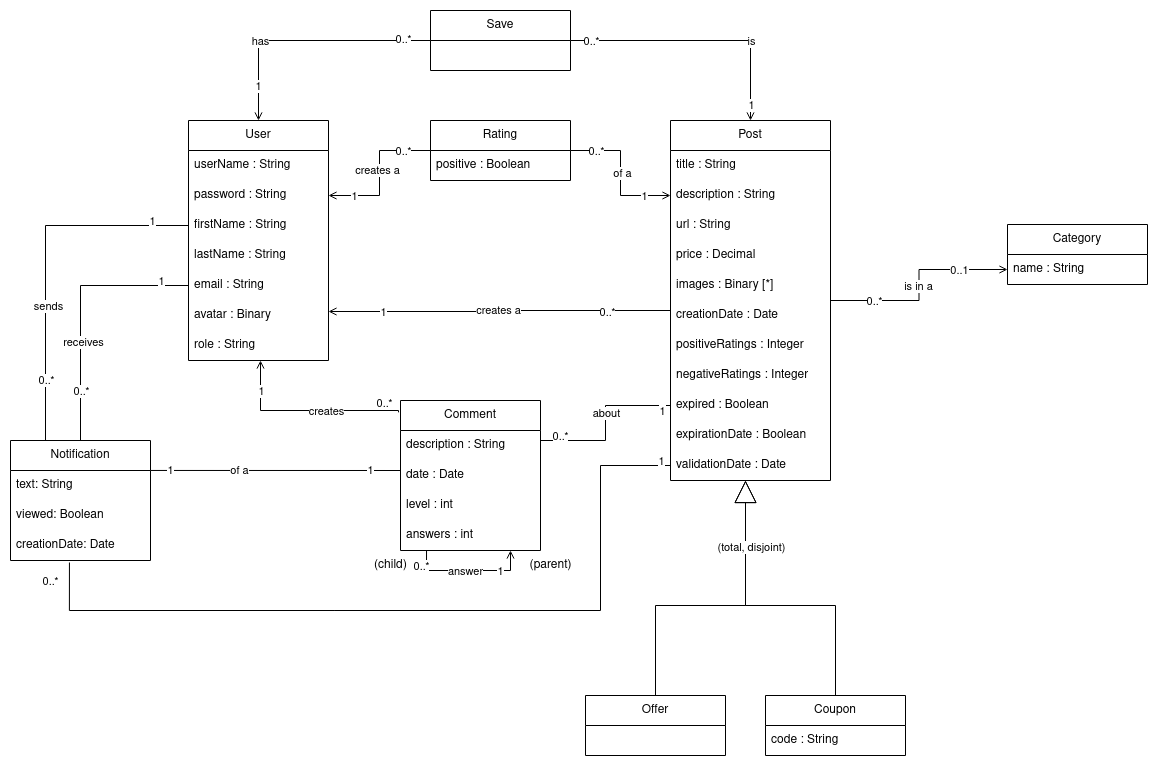 Save
has
0..*
0..*
is
1
1
User
userName : String
password : String
firstName : String
lastName : String
email : String
avatar : Binary
role : String
Rating
positive : Boolean
0..*
creates a
1
0..*
of a
1
Post
title : String
description : String
url : String
price : Decimal
images : Binary [*]
creationDate : Date
positiveRatings : Integer
negativeRatings : Integer
expired : Boolean
expirationDate : Boolean
validationDate : Date
Category
name : String
0..*
is in a
0..1
1
sends
0..*
1
receives
0..*
1
creates a
0..*
1
creates
0..*
Comment
description : String
date : Date
level : int
answers : int
0..*
about
1
1
Notification
text: String
viewed: Boolean
creationDate: Date
1
of a
1
(child)
0..*
answer
1
(parent)
0..*
(total, disjoint)
Offer
Coupon
code : String